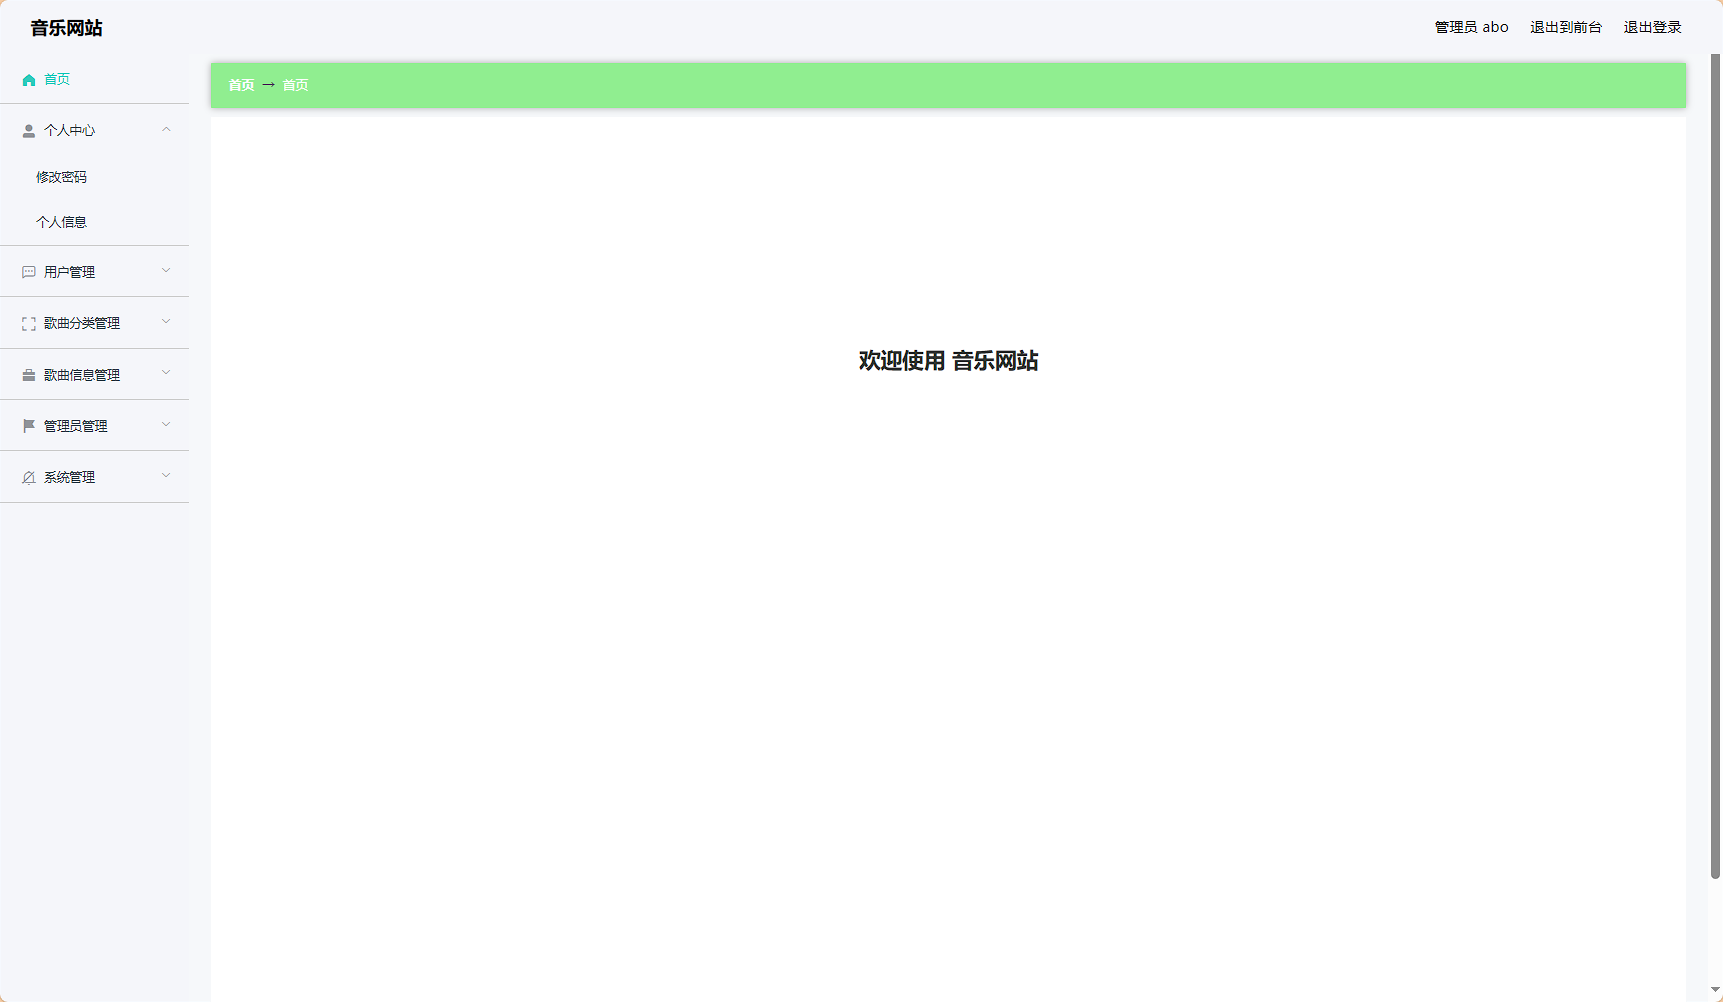 音乐网站
管理员 abo 退出到前台 退出登录
首页
个人中心
修改密码
个人信息
用户管理
歌曲分类管理
歌曲信息管理
管理员管理
系统管理
首页 → 首页
欢迎使用 音乐网站